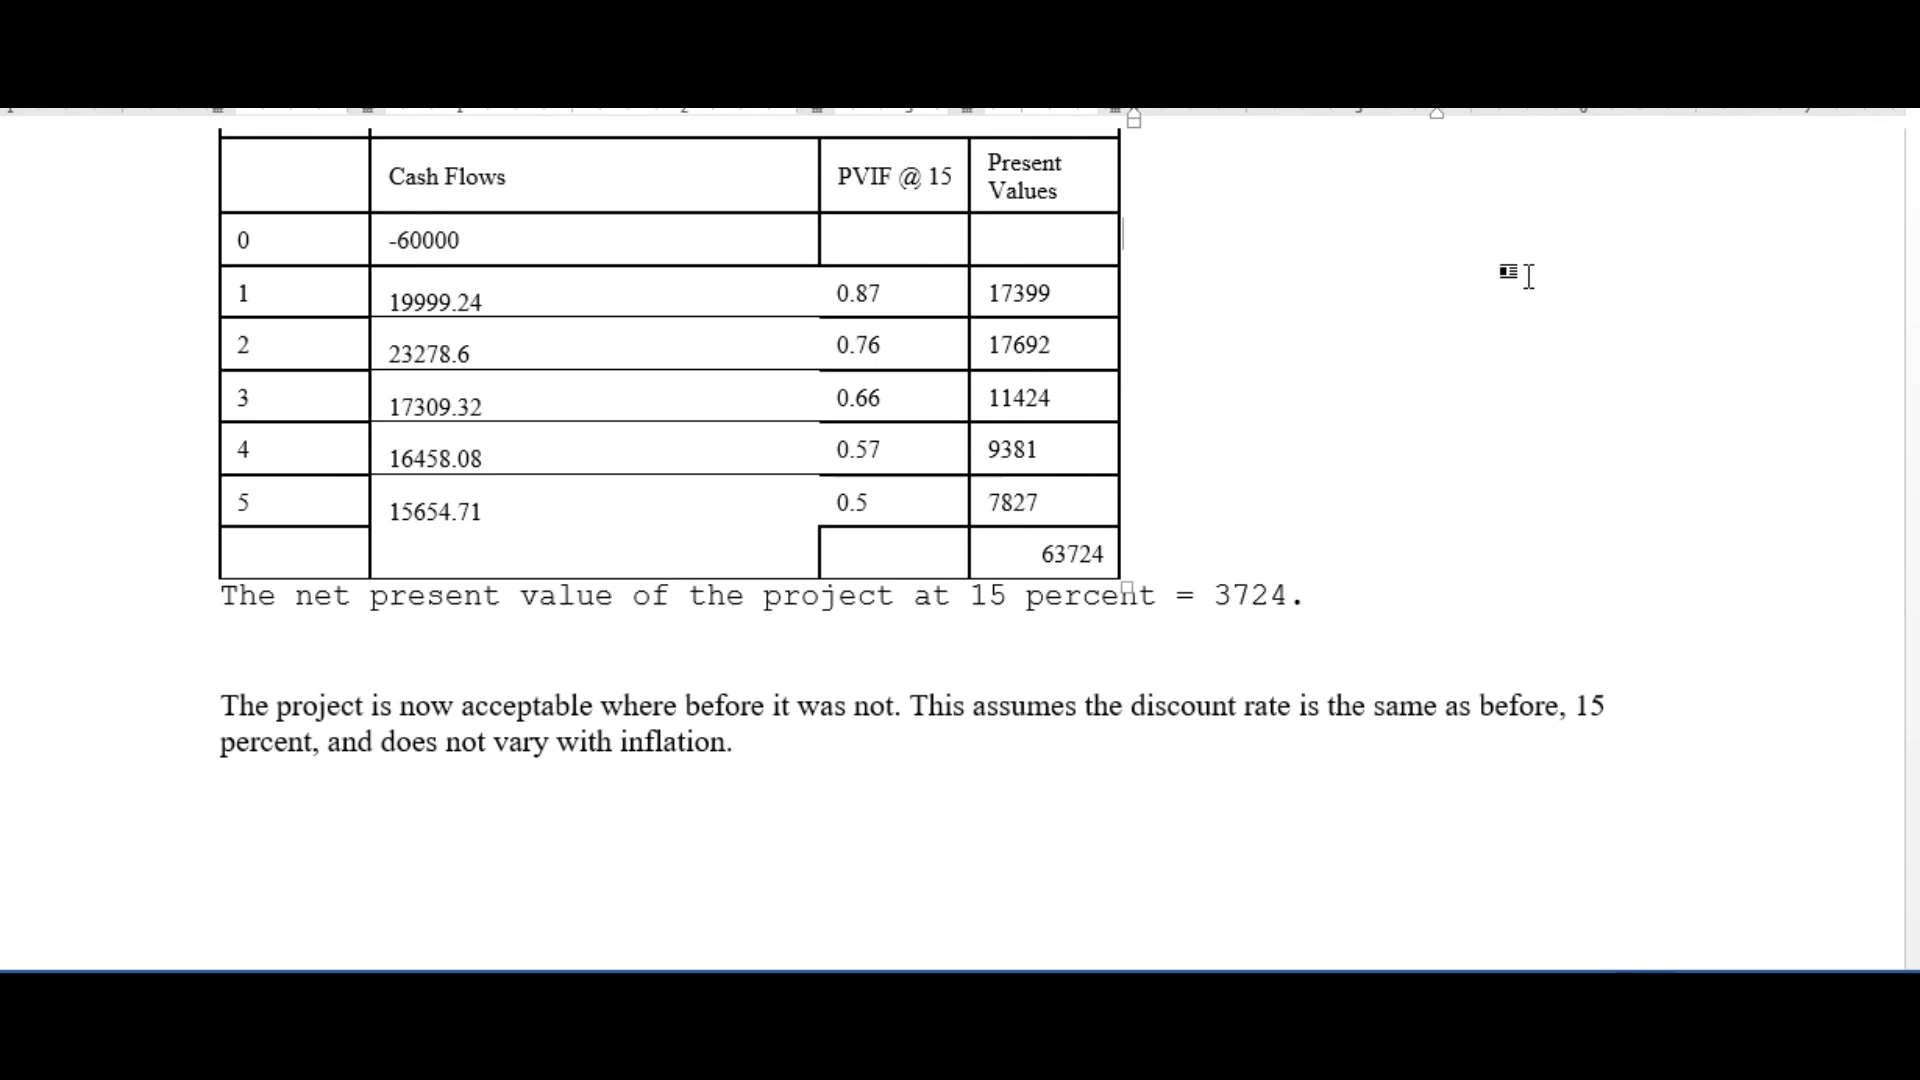 Cash Flows PVIF @ 15 Present Values
0 -60000
1 19999.24 0.87 17399
2 23278.6 0.76 17692
3 17309.32 0.66 11424
4 16458.08 0.57 9381
5 15654.71 0.5 7827
63724
The net present value of the project at 15 percent = 3724.
The project is now acceptable where before it was not. This assumes the discount rate is the same as before, 15
percent, and does not vary with inflation.